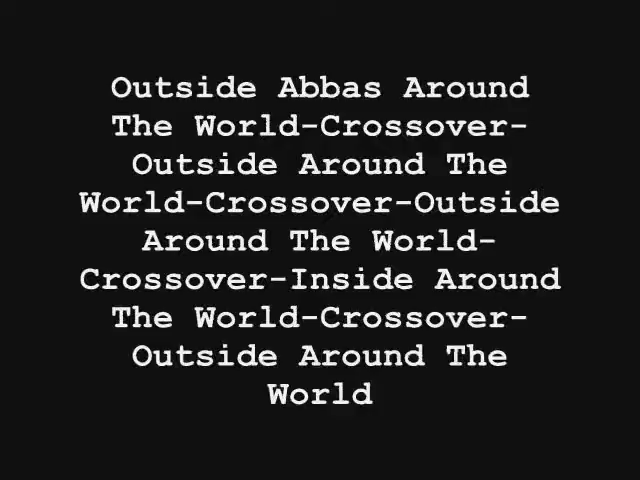 Outside Abbas Around
The World-Crossover-
Outside Around The
World-Crossover-Outside
Around The World-
Crossover-Inside Around
The World-Crossover-
Outside Around The
World